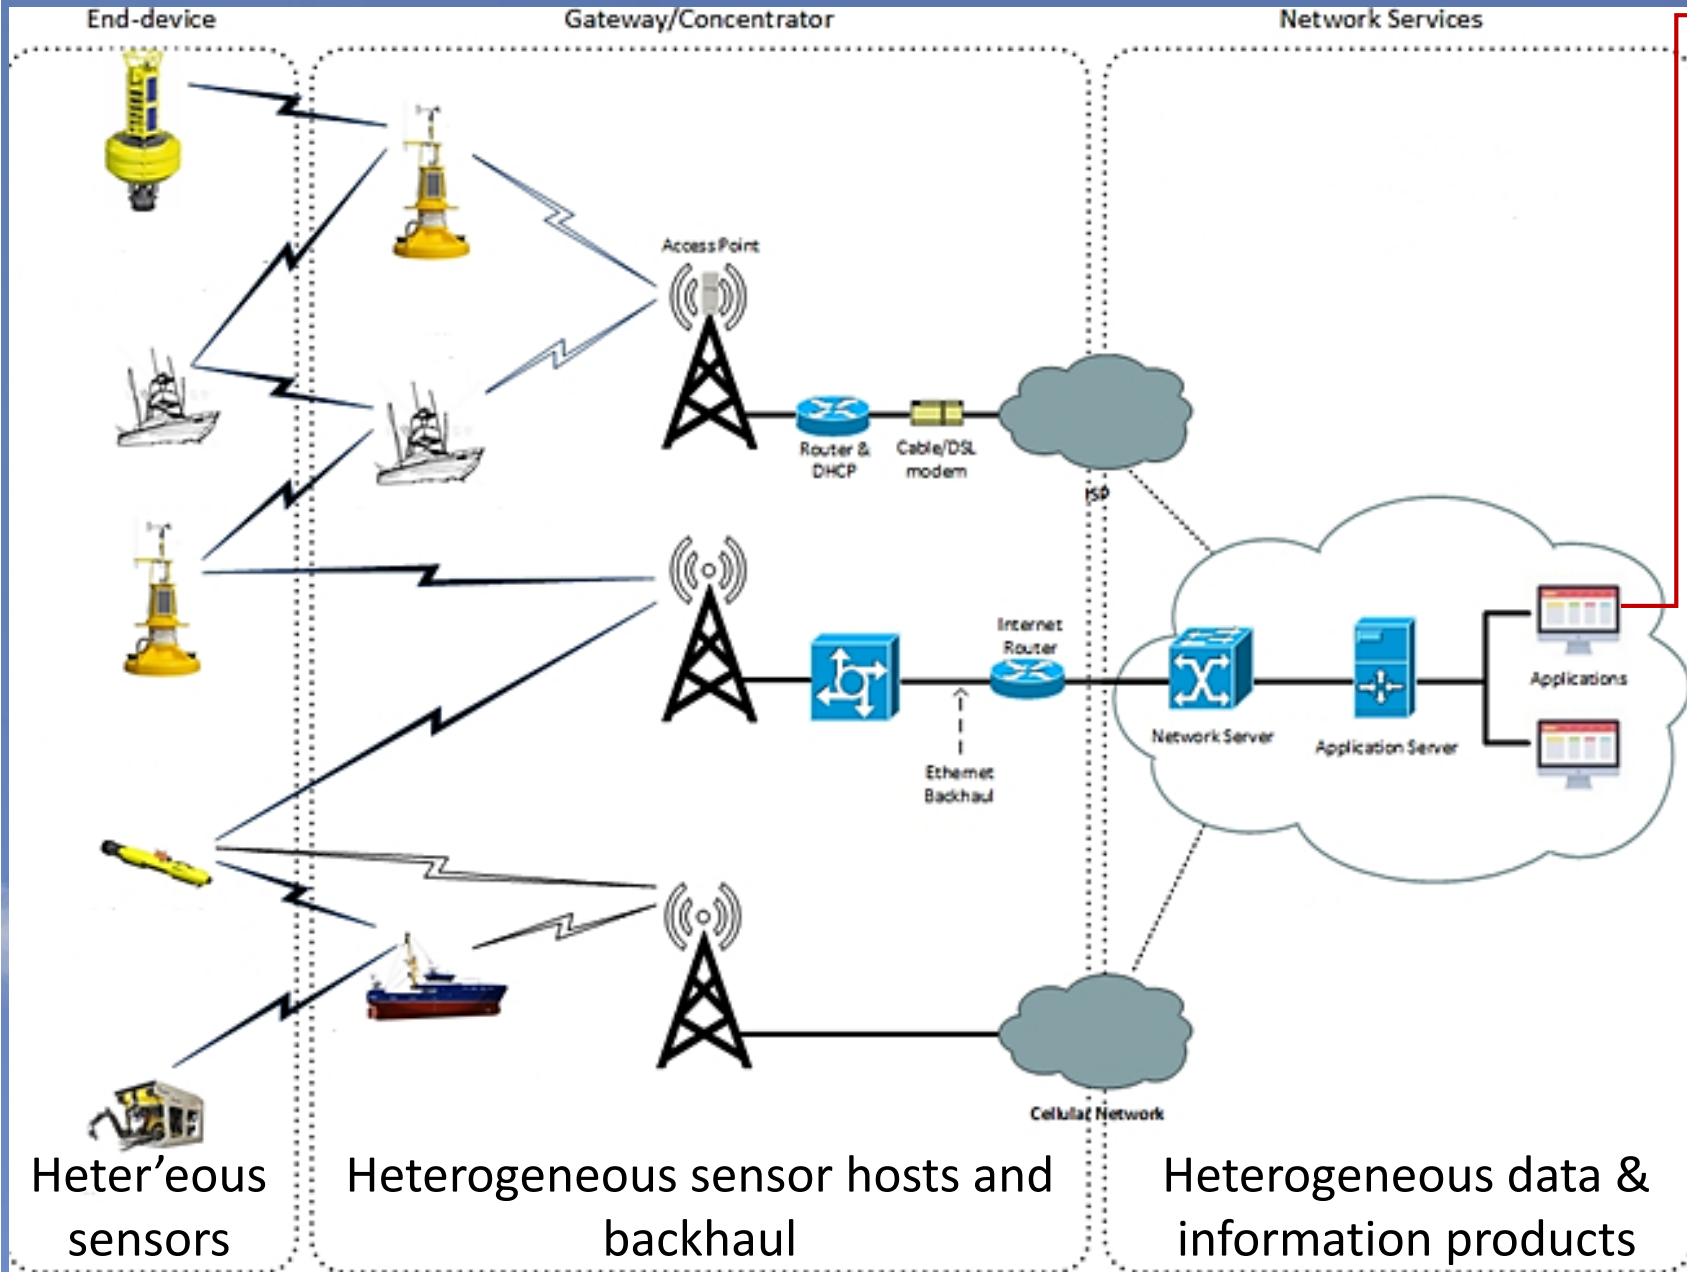 End-device
Gateway/Concentrator
Network Services
Access Point
Router &
DHCP
Cable/DSL
modem
ISP
Internet
Router
Ethernet
Backhaul
Network Server
Application Server
Applications
Cellular Network
Heter’eous
sensors
Heterogeneous sensor hosts and
backhaul
Heterogeneous data &
information products